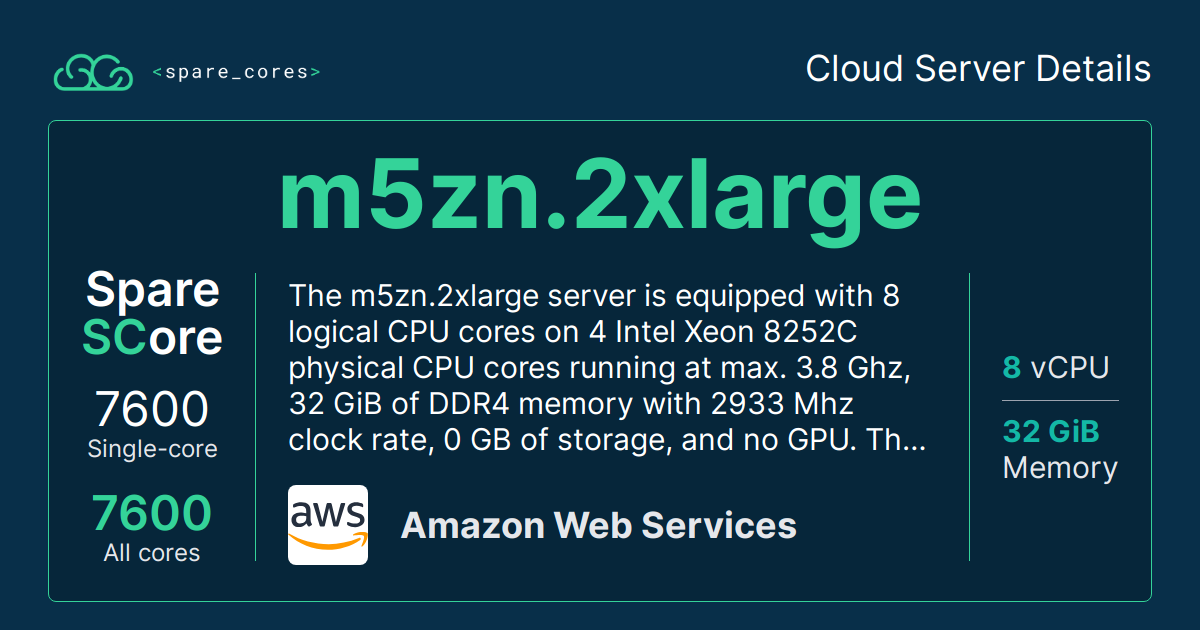 <spare_cores>
Cloud Server Details
m5zn.2xlarge
Spare
SCore
7600
Single-core
7600
All cores
The m5zn.2xlarge server is equipped with 8
logical CPU cores on 4 Intel Xeon 8252C
physical CPU cores running at max. 3.8 Ghz,
32 GiB of DDR4 memory with 2933 Mhz
clock rate, 0 GB of storage, and no GPU. Th...
aws
Amazon Web Services
8 vCPU
32 GiB
Memory